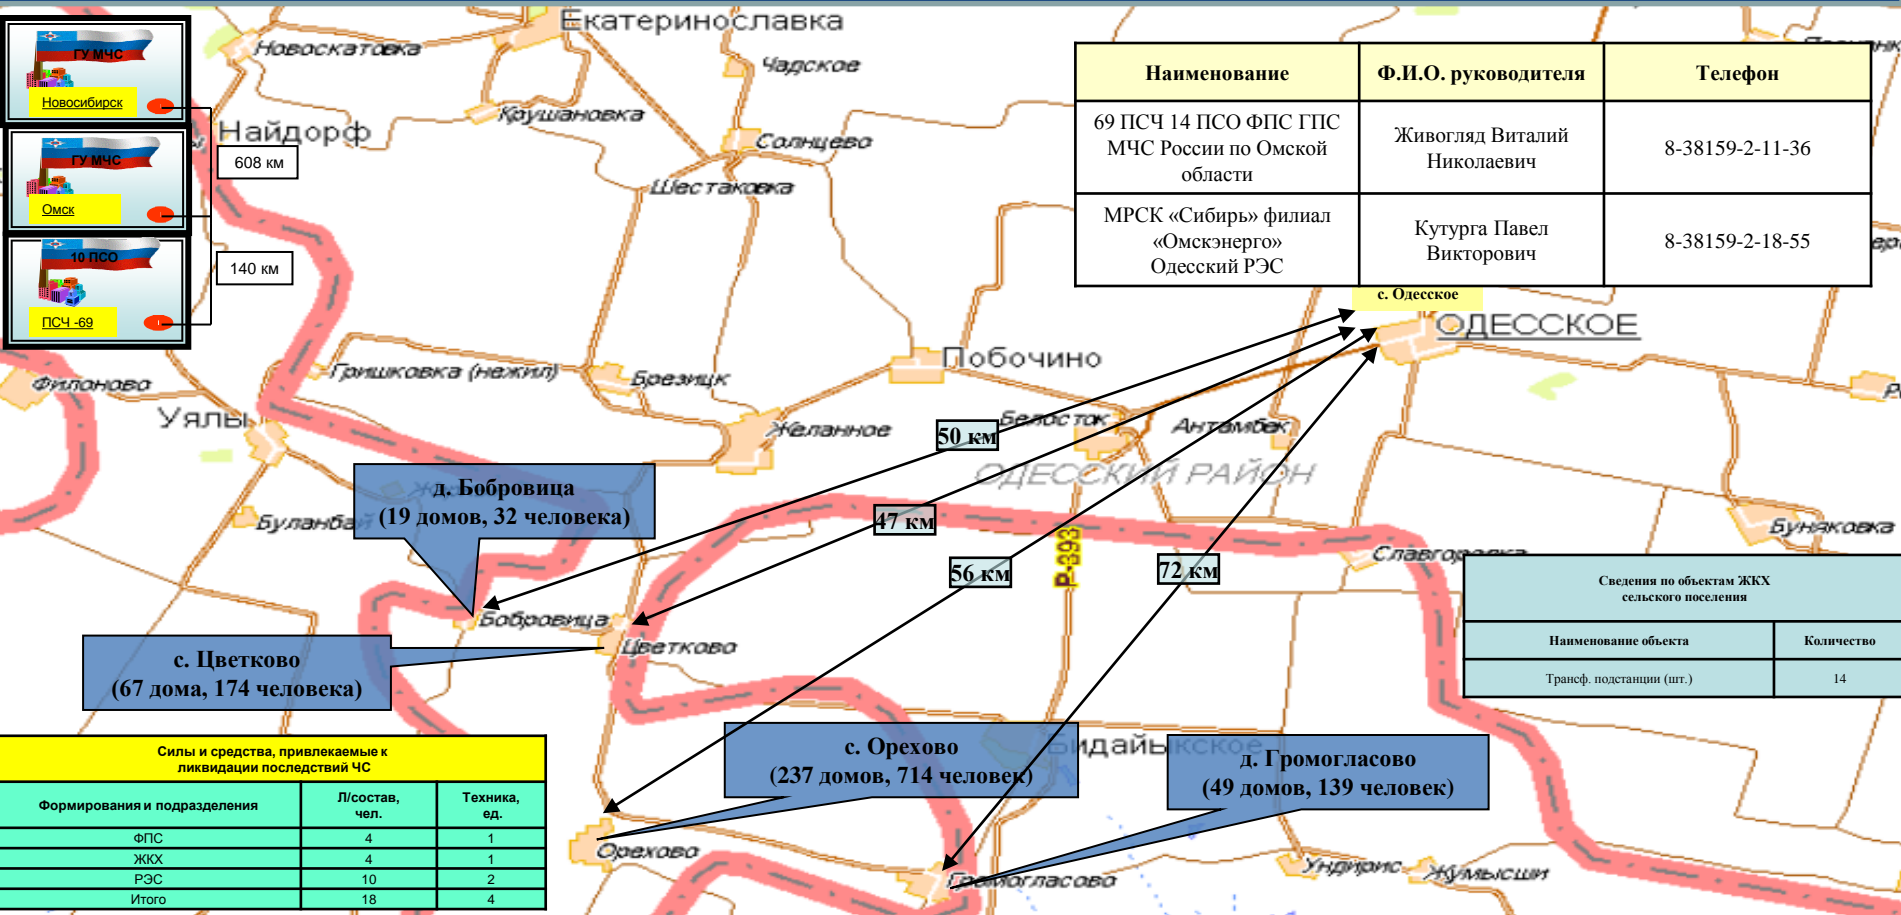 Екатеринославка
Новоскатовка
Чадское
Крушановка
Найдорф
Солнцево
Шестаковка
ГУ МЧС
Новосибирск
ГУ МЧС
Омск
10 ПСО
ПСЧ -69
608 км
140 км
Наименование
Ф.И.О. руководителя
Телефон
69 ПСЧ 14 ПСО ФПС ГПС
МЧС России по Омской
области
Живогляд Виталий
Николаевич
8-38159-2-11-36
МРСК «Сибирь» филиал
«Омскэнерго»
Одесский РЭС
Кутурга Павел
Викторович
8-38159-2-18-55
с. Одесское
ОДЕССКОЕ
Побочино
Филоново
Гришковка (нежил)
Брезицк
Уялы
Желанное
Белосток
Антамбек
50 км
ОДЕССКИЙ РАЙОН
д. Бобровица
(19 домов, 32 человека)
Буланбай
47 км
Буняковка
Славгородка
56 км
Р-393
72 км
Сведения по объектам ЖКХ
сельского поселения
Наименование объекта
Количество
Трансф. подстанции (шт.)
14
Бобровица
Цветково
с. Цветково
(67 дома, 174 человека)
Бидайыкское
с. Орехово
(237 домов, 714 человек)
д. Громогласово
(49 домов, 139 человек)
Силы и средства, привлекаемые к
ликвидации последствий ЧС
Формирования и подразделения
Л/состав,
чел.
Техника,
ед.
ФПС
4
1
ЖКХ
4
1
РЭС
10
2
Итого
18
4
Орехово
Громогласово
Ундирис
Жумысши